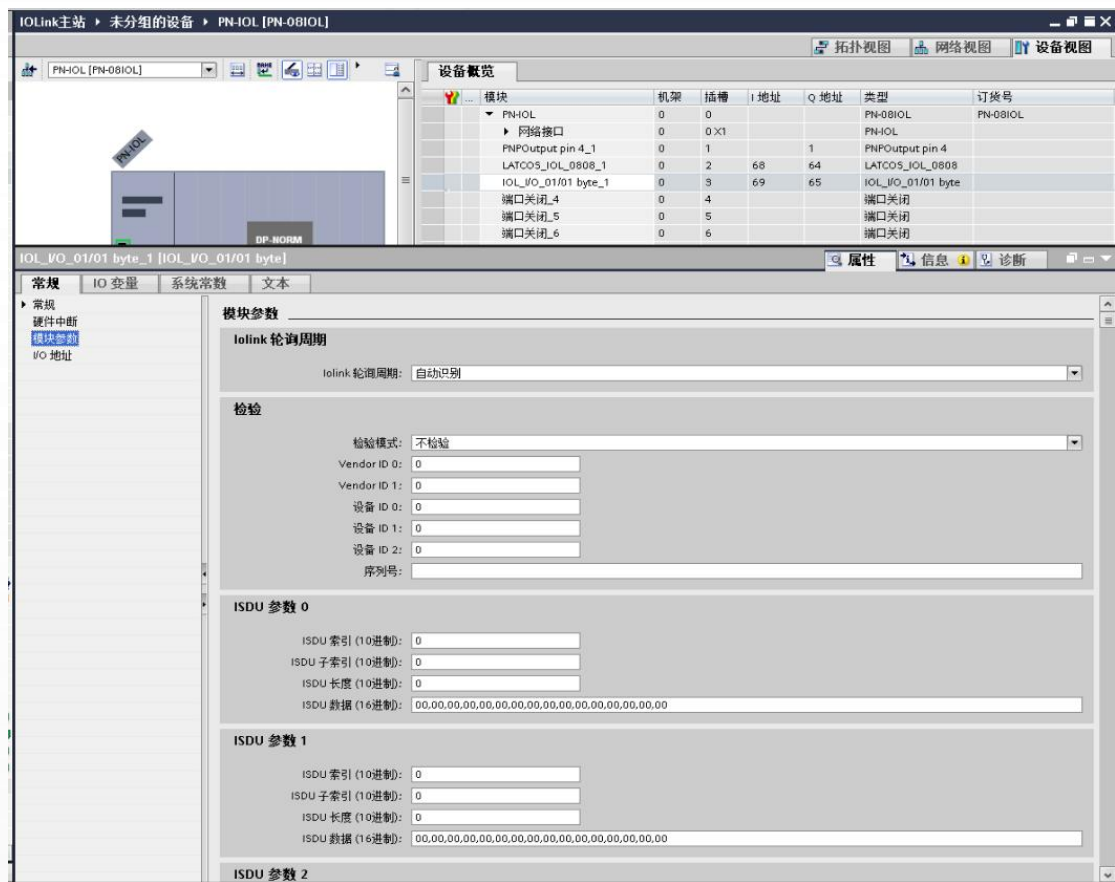 IOLink主站 ▸ 未分组的设备 ▸ PN-IOL [PN-08IOL]
拓扑视图 网络视图 设备视图
PN-IOL [PN-08IOL]
设备概览
... 模块 机架 插槽 I 地址 Q 地址 类型 订货号
PN-IOL 0 0 PN-08IOL PN-08IOL
网络接口 0 0 X1 PN-IOL
PNPOutput pin 4_1 0 1 1 PNPOutput pin 4
LATCOS_IOL_0808_1 0 2 68 64 LATCOS_IOL_0808
IOL_I/O_01/01 byte_1 0 3 69 65 IOL_I/O_01/01 byte
端口关闭_4 0 4 端口关闭
端口关闭_5 0 5 端口关闭
端口关闭_6 0 6 端口关闭
PN-IOL
DP-NORM
IOL_I/O_01/01 byte_1 [IOL_I/O_01/01 byte]
属性 信息 诊断
常规 IO 变量 系统常数 文本
常规
硬件中断
模块参数
I/O 地址
模块参数
Iolink 轮询周期
Iolink 轮询周期: 自动识别
检验
检验模式: 不检验
Vendor ID 0: 0
Vendor ID 1: 0
设备 ID 0: 0
设备 ID 1: 0
设备 ID 2: 0
序列号:
ISDU 参数 0
ISDU 索引 (10进制): 0
ISDU 子索引 (10进制): 0
ISDU 长度 (10进制): 0
ISDU 数据 (16进制): 00,00,00,00,00,00,00,00,00,00,00,00,00,00,00,00
ISDU 参数 1
ISDU 索引 (10进制): 0
ISDU 子索引 (10进制): 0
ISDU 长度 (10进制): 0
ISDU 数据 (16进制): 00,00,00,00,00,00,00,00,00,00,00,00,00,00,00,00
ISDU 参数 2